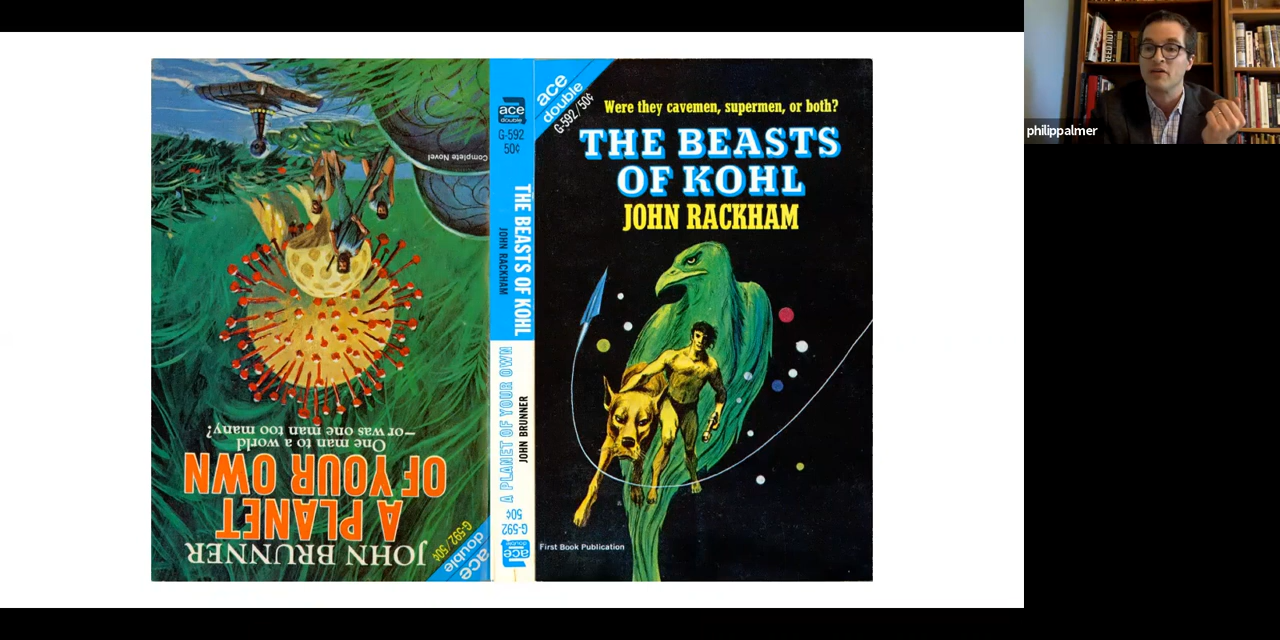 ace
double
G-592/50¢
Were they cavemen, supermen, or both?
THE BEASTS
OF KOHL
JOHN RACKHAM
First Book Publication
ace
double
G-592
50¢
THE BEASTS OF KOHL
JOHN RACKHAM
A PLANET OF YOUR OWN
JOHN BRUNNER
G-592
50¢
ace
double
ace
double
G-592/50¢
JOHN BRUNNER
A PLANET
OF YOUR OWN
One man to a world
—or was one man too many?
Complete Novel
philippalmer